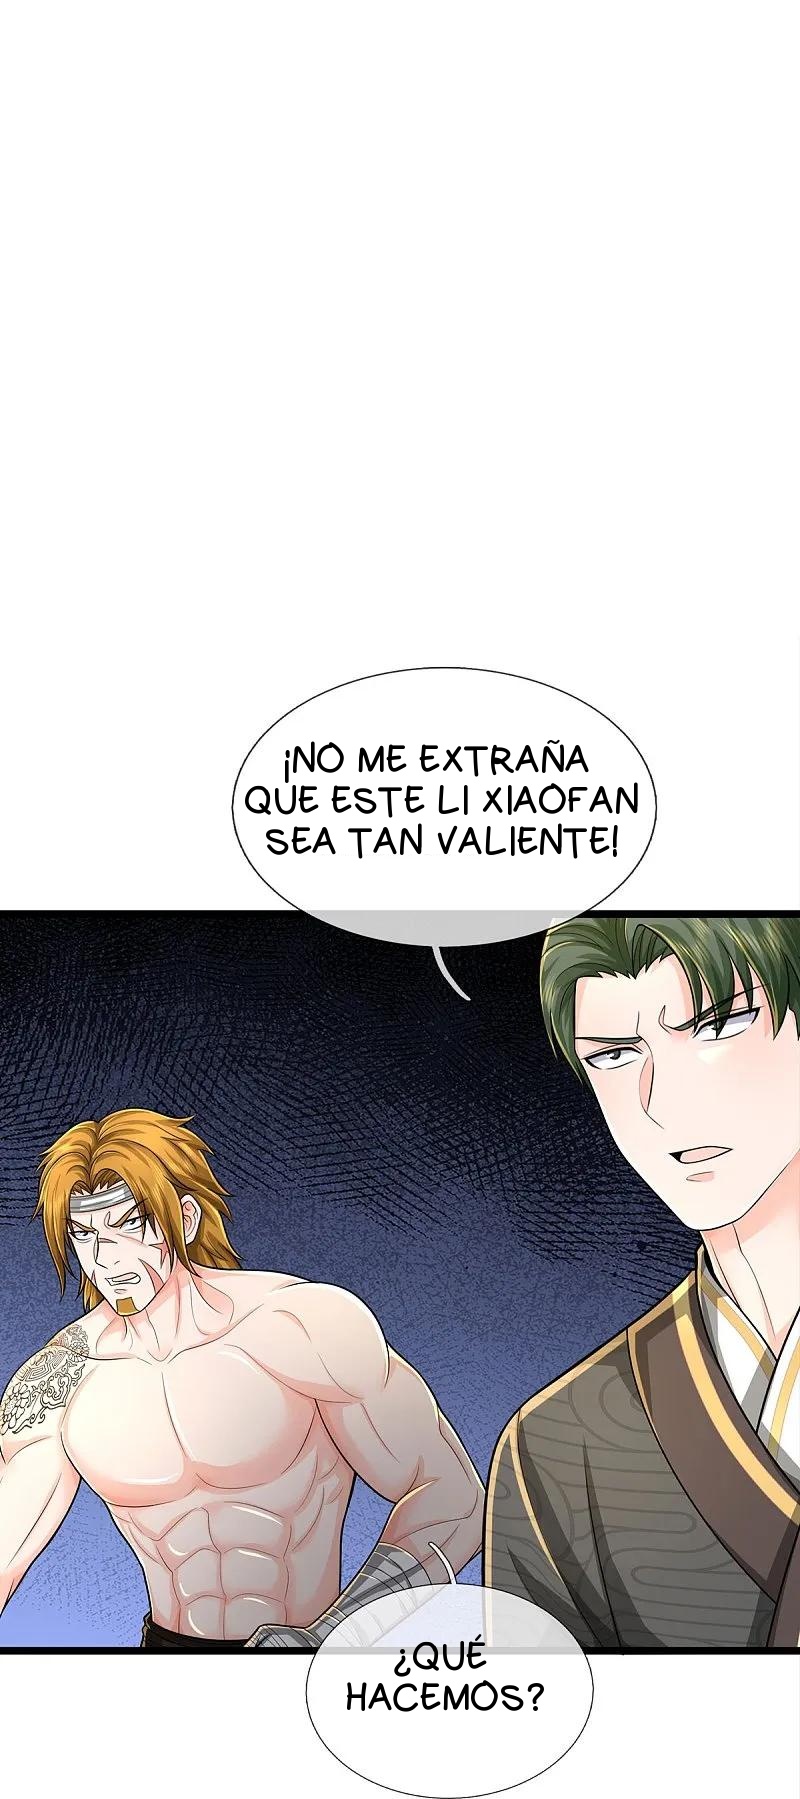 ¡NO ME EXTRAÑA
QUE ESTE LI XIAOFAN
SEA TAN VALIENTE!
¿QUÉ
HACEMOS?